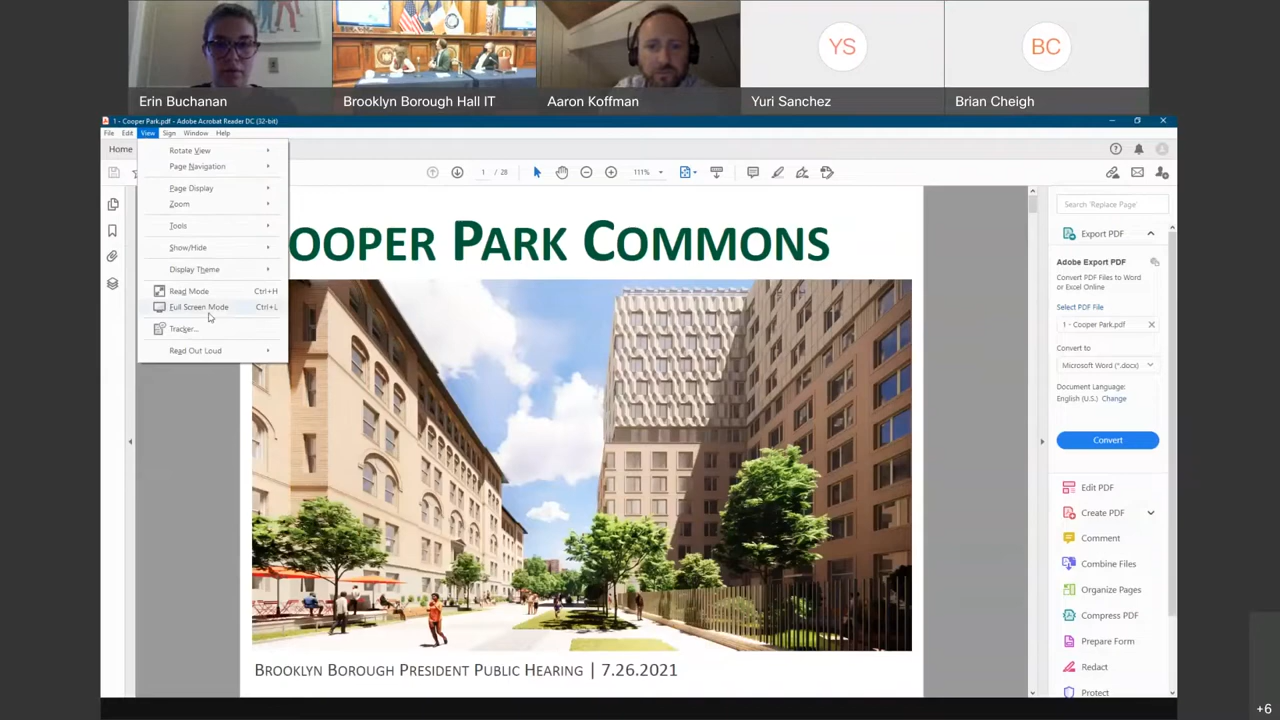 YS
BC
Erin Buchanan
Brooklyn Borough Hall IT
Aaron Koffman
Yuri Sanchez
Brian Cheigh
1 - Cooper Park.pdf - Adobe Acrobat Reader DC (32-bit)
File Edit View Sign Window Help
Home
1 / 28
111%
Rotate View
Page Navigation
Page Display
Zoom
Tools
Show/Hide
Display Theme
Read Mode Ctrl+H
Full Screen Mode Ctrl+L
Tracker...
Read Out Loud
OOPER PARK COMMONS
BROOKLYN BOROUGH PRESIDENT PUBLIC HEARING | 7.26.2021
Search 'Replace Page'
Export PDF
Adobe Export PDF
Convert PDF Files to Word
or Excel Online
Select PDF File
1 - Cooper Park.pdf
Convert to
Microsoft Word (*.docx)
Document Language:
English (U.S.) Change
Convert
Edit PDF
Create PDF
Comment
Combine Files
Organize Pages
Compress PDF
Prepare Form
Redact
Protect
+6